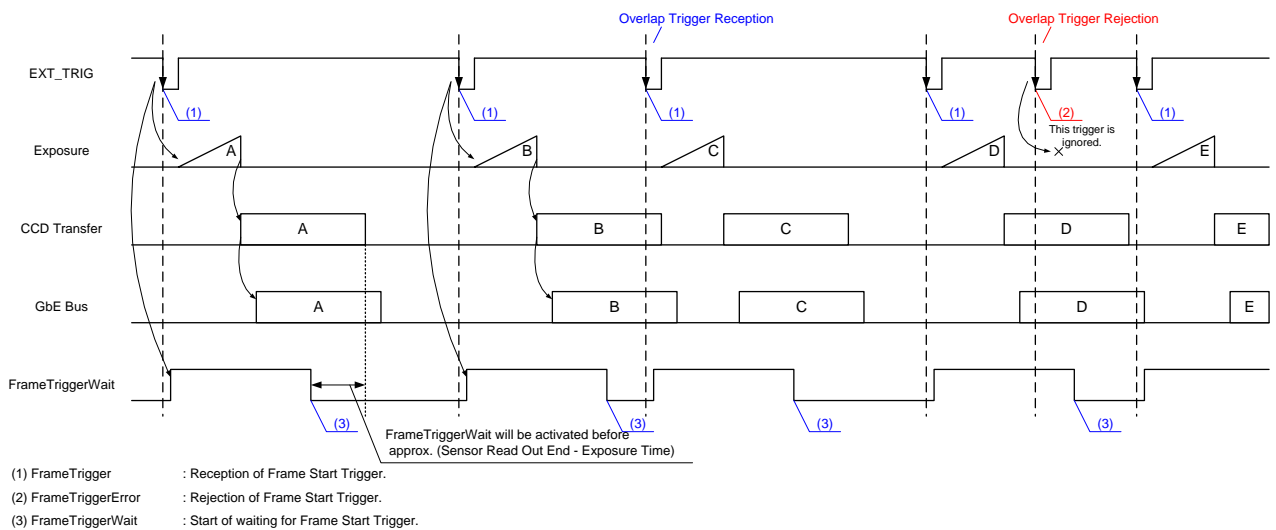 Overlap Trigger Reception
Overlap Trigger Rejection
EXT_TRIG
(1)
(1)
(1)
(1)
(2)
(1)
This trigger is
ignored.
Exposure
A
B
C
D
E
CCD Transfer
A
B
C
D
E
GbE Bus
A
B
C
D
E
FrameTriggerWait
(3)
(3)
(3)
(3)
FrameTriggerWait will be activated before
approx. (Sensor Read Out End - Exposure Time)
(1) FrameTrigger : Reception of Frame Start Trigger.
(2) FrameTriggerError : Rejection of Frame Start Trigger.
(3) FrameTriggerWait : Start of waiting for Frame Start Trigger.